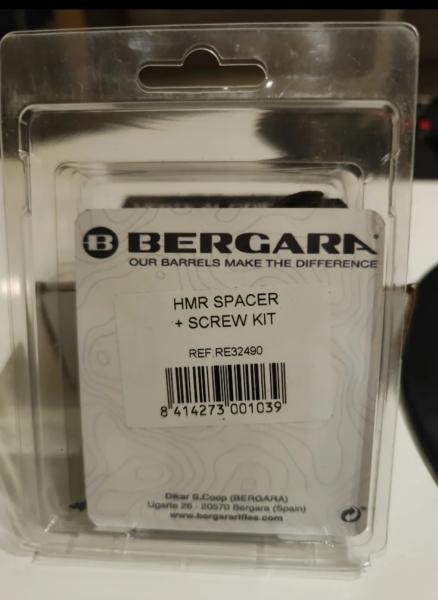 B BERGARA
OUR BARRELS MAKE THE DIFFERENCE
HMR SPACER
+ SCREW KIT
REF.RE32490
8 414273 001039
Dikar S.Coop (BERGARA)
Ugarte 26 - 20570 Bergara (Spain)
www.bergararifles.com